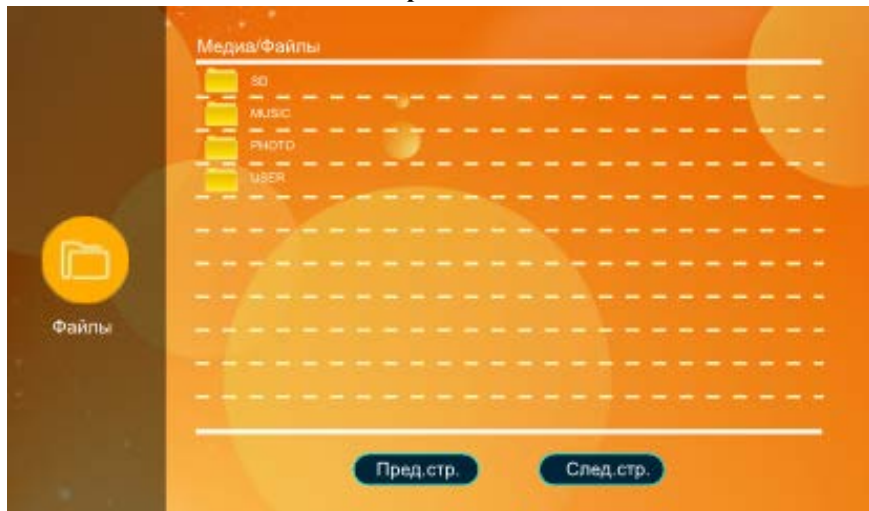 Медиа/Файлы
SD
MUSIC
PHOTO
USER
Файлы
Пред.стр.
След.стр.